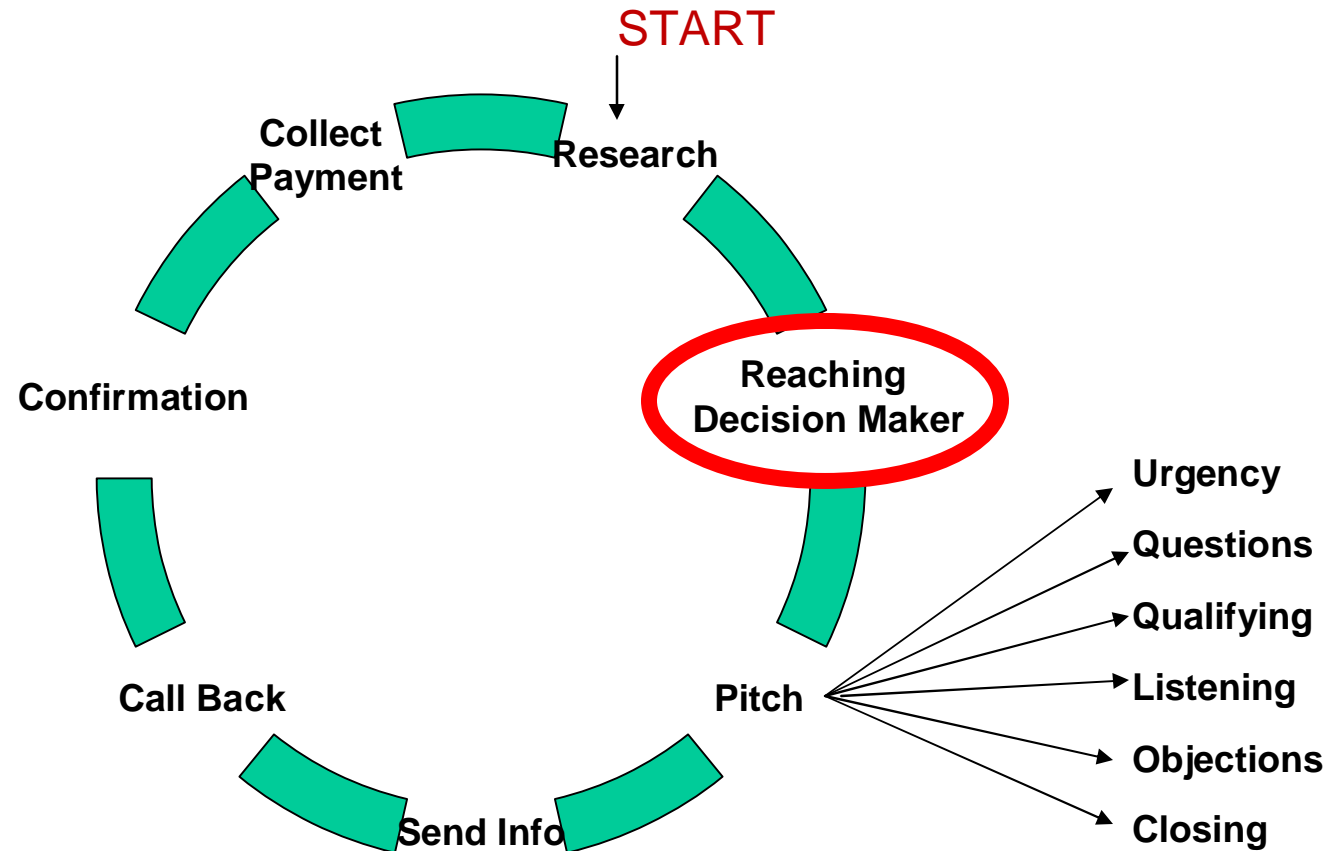 START
Research
Reaching
Decision Maker
Pitch
Urgency
Questions
Qualifying
Listening
Objections
Closing
Send Info
Call Back
Confirmation
Collect
Payment